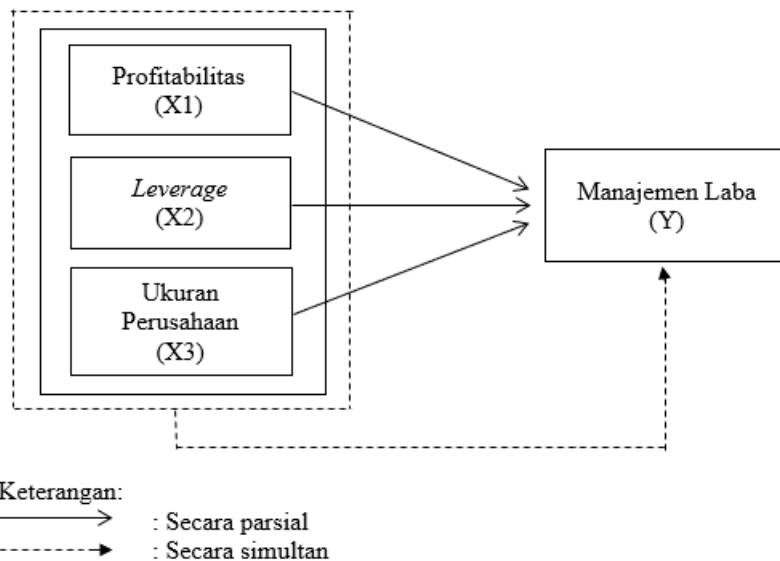 Profitabilitas
(X1)
Leverage
(X2)
Ukuran
Perusahaan
(X3)
Manajemen Laba
(Y)
Keterangan:
: Secara parsial
: Secara simultan